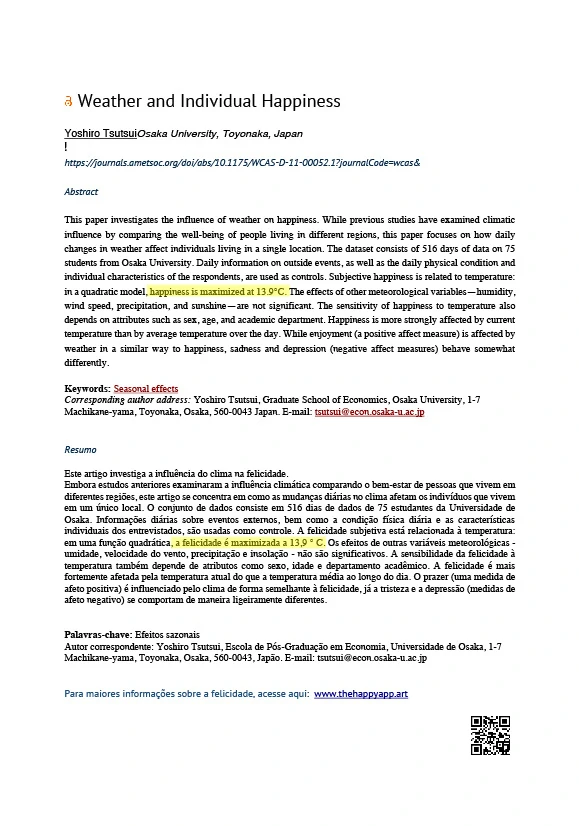 Weather and Individual Happiness
Yoshiro TsutsuiOsaka University, Toyonaka, Japan
!
https://journals.ametsoc.org/doi/abs/10.1175/WCAS-D-11-00052.1?journalCode=wcas&
Abstract
This paper investigates the influence of weather on happiness. While previous studies have examined climatic
influence by comparing the well-being of people living in different regions, this paper focuses on how daily
changes in weather affect individuals living in a single location. The dataset consists of 516 days of data on 75
students from Osaka University. Daily information on outside events, as well as the daily physical condition and
individual characteristics of the respondents, are used as controls. Subjective happiness is related to temperature:
in a quadratic model, happiness is maximized at 13.9°C. The effects of other meteorological variables—humidity,
wind speed, precipitation, and sunshine—are not significant. The sensitivity of happiness to temperature also
depends on attributes such as sex, age, and academic department. Happiness is more strongly affected by current
temperature than by average temperature over the day. While enjoyment (a positive affect measure) is affected by
weather in a similar way to happiness, sadness and depression (negative affect measures) behave somewhat
differently.
Keywords: Seasonal effects
Corresponding author address: Yoshiro Tsutsui, Graduate School of Economics, Osaka University, 1-7
Machikane-yama, Toyonaka, Osaka, 560-0043 Japan. E-mail: tsutsui@econ.osaka-u.ac.jp
Resumo
Este artigo investiga a influência do clima na felicidade.
Embora estudos anteriores examinaram a influência climática comparando o bem-estar de pessoas que vivem em
diferentes regiões, este artigo se concentra em como as mudanças diárias no clima afetam os indivíduos que vivem
em um único local. O conjunto de dados consiste em 516 dias de dados de 75 estudantes da Universidade de
Osaka. Informações diárias sobre eventos externos, bem como a condição física diária e as características
individuais dos entrevistados, são usadas como controle. A felicidade subjetiva está relacionada à temperatura:
em uma função quadrática, a felicidade é maximizada a 13,9 ° C. Os efeitos de outras variáveis meteorológicas -
umidade, velocidade do vento, precipitação e insolação - não são significativos. A sensibilidade da felicidade à
temperatura também depende de atributos como sexo, idade e departamento acadêmico. A felicidade é mais
fortemente afetada pela temperatura atual do que a temperatura média ao longo do dia. O prazer (uma medida de
afeto positivo) é influenciado pelo clima de forma semelhante à felicidade, já a tristeza e a depressão (medidas de
afeto negativo) se comportam de maneira ligeiramente diferentes.
Palavras-chave: Efeitos sazonais
Autor correspondente: Yoshiro Tsutsui, Escola de Pós-Graduação em Economia, Universidade de Osaka, 1-7
Machikane-yama, Toyonaka, Osaka, 560-0043, Japão. E-mail: tsutsui@econ.osaka-u.ac.jp
Para maiores informações sobre a felicidade, acesse aqui: www.thehappyapp.art